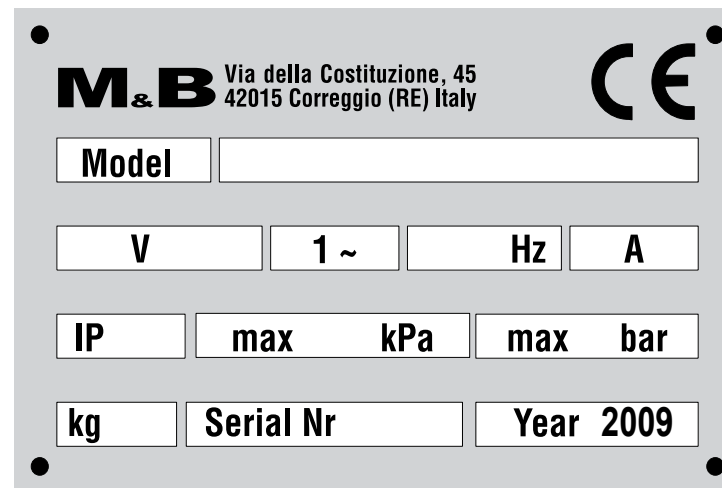 M&B Via della Costituzione, 45
42015 Correggio (RE) Italy
CE
Model
V 1~ Hz A
IP max kPa max bar
kg Serial Nr Year 2009